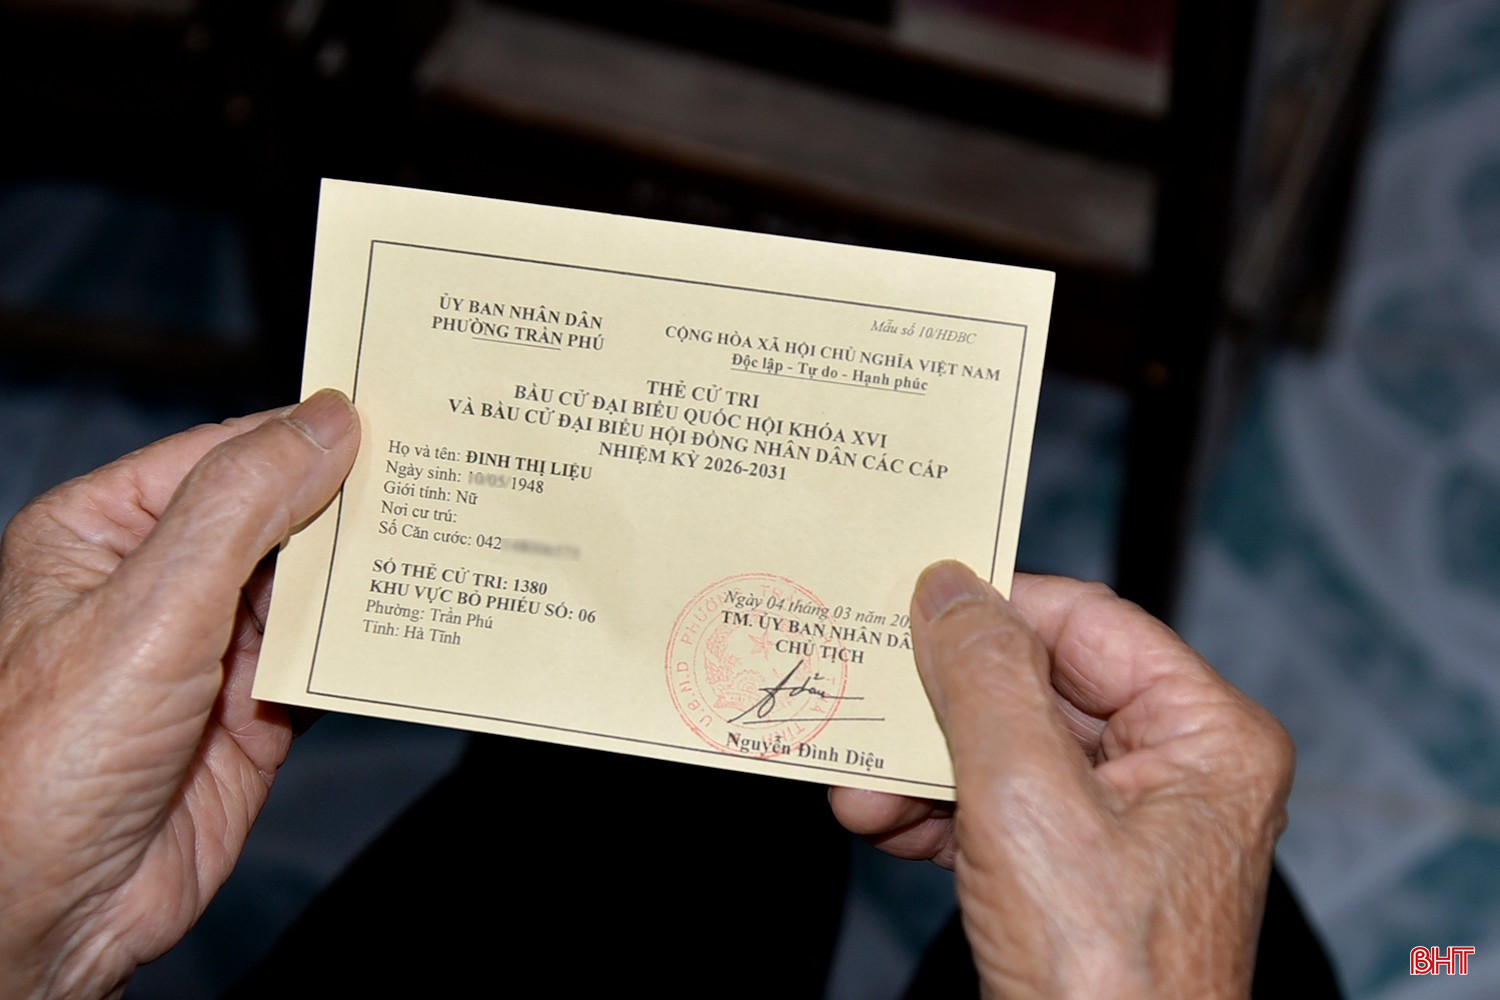 ỦY BAN NHÂN DÂN
PHƯỜNG TRẦN PHÚ
Mẫu số 10/HĐBC
CỘNG HÒA XÃ HỘI CHỦ NGHĨA VIỆT NAM
Độc lập - Tự do - Hạnh phúc
THẺ CỬ TRI
BẦU CỬ ĐẠI BIỂU QUỐC HỘI KHÓA XVI
VÀ BẦU CỬ ĐẠI BIỂU HỘI ĐỒNG NHÂN DÂN CÁC CẤP
NHIỆM KỲ 2026-2031
Họ và tên: ĐINH THỊ LIỆU
Ngày sinh: /1948
Giới tính: Nữ
Nơi cư trú:
Số Căn cước: 042
SỐ THẺ CỬ TRI: 1380
KHU VỰC BỎ PHIẾU SỐ: 06
Phường: Trần Phú
Tỉnh: Hà Tĩnh
Ngày 04 tháng 03 năm 20
TM. ỦY BAN NHÂN DÂN
CHỦ TỊCH
U.B.N.D PHƯỜNG TRẦN
Nguyễn Đình Diệu
BHT